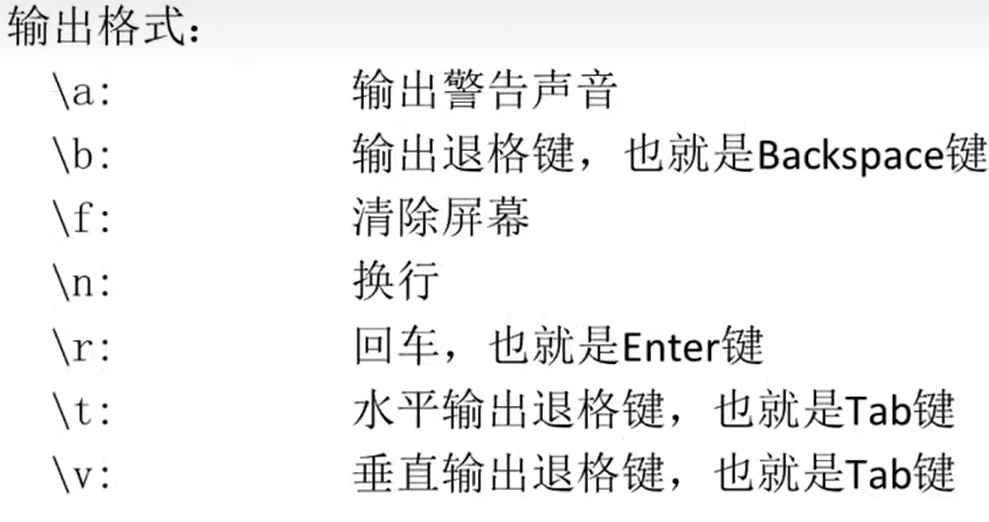 输出格式：
\a: 输出警告声音
\b: 输出退格键，也就是Backspace键
\f: 清除屏幕
\n: 换行
\r: 回车，也就是Enter键
\t: 水平输出退格键，也就是Tab键
\v: 垂直输出退格键，也就是Tab键